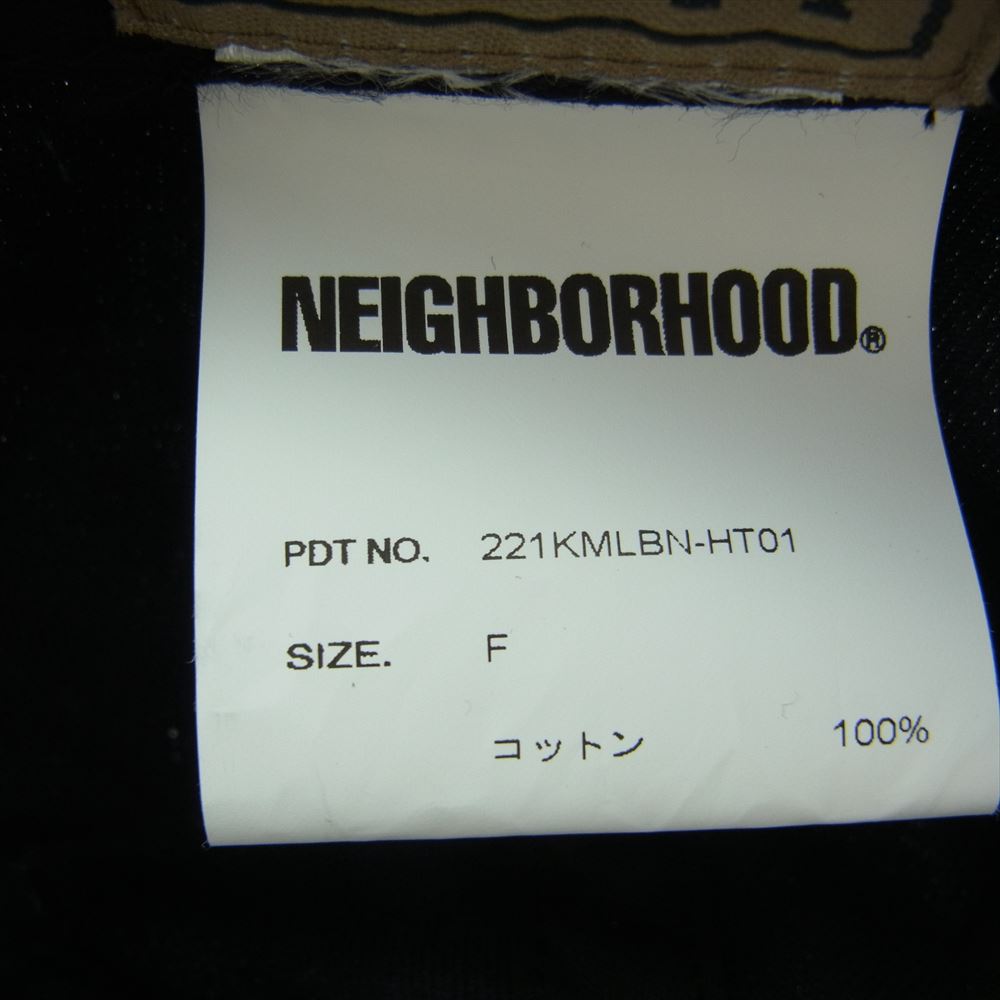 NEIGHBORHOOD®
PDT NO. 221KMLBN-HT01
SIZE. F
コットン 100%